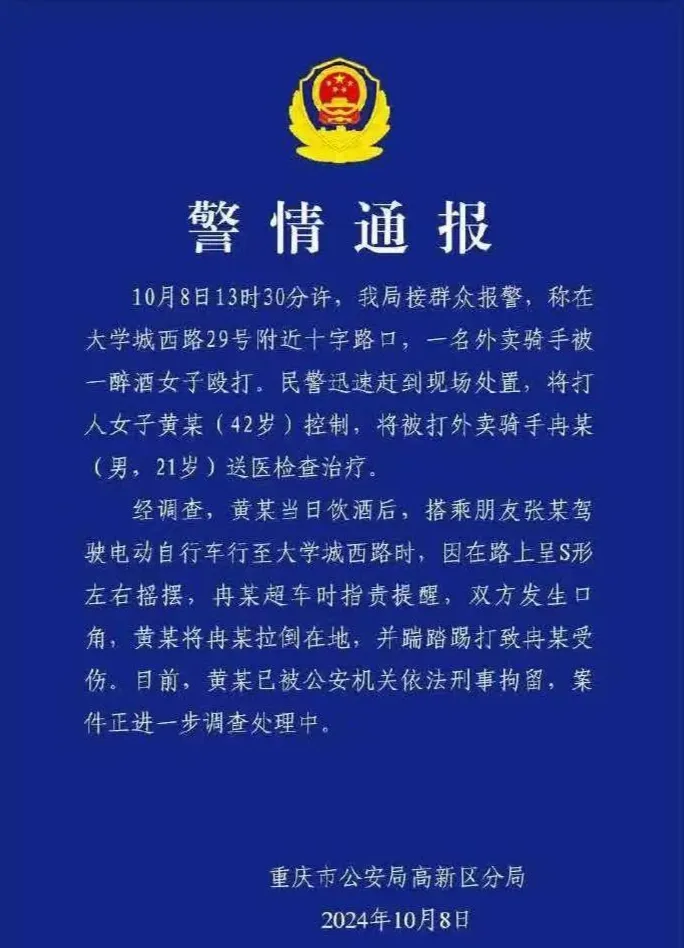 警情通报
10月8日13时30分许，我局接群众报警，称在
大学城西路29号附近十字路口，一名外卖骑手被
一醉酒女子殴打。民警迅速赶到现场处置，将打
人女子黄某（42岁）控制，将被打外卖骑手冉某
（男，21岁）送医检查治疗。
经调查，黄某当日饮酒后，搭乘朋友张某驾
驶电动自行车行至大学城西路时，因在路上呈S形
左右摇摆，冉某超车时指责提醒，双方发生口
角，黄某将冉某拉倒在地，并踹踏踢打致冉某受
伤。目前，黄某已被公安机关依法刑事拘留，案
件正进一步调查处理中。
重庆市公安局高新区分局
2024年10月8日